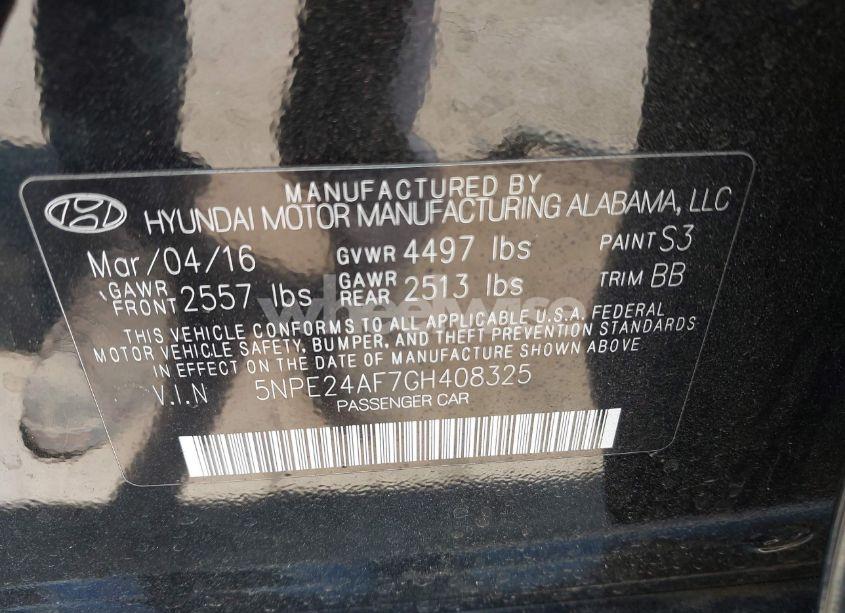 MANUFACTURED BY
HYUNDAI MOTOR MANUFACTURING ALABAMA, LLC
Mar/04/16 GVWR 4497 lbs PAINT S3
GAWR FRONT 2557 lbs GAWR REAR 2513 lbs TRIM BB
THIS VEHICLE CONFORMS TO ALL APPLICABLE U.S.A. FEDERAL
MOTOR VEHICLE SAFETY, BUMPER, AND THEFT PREVENTION STANDARDS
IN EFFECT ON THE DATE OF MANUFACTURE SHOWN ABOVE
V.I.N 5NPE24AF7GH408325
PASSENGER CAR